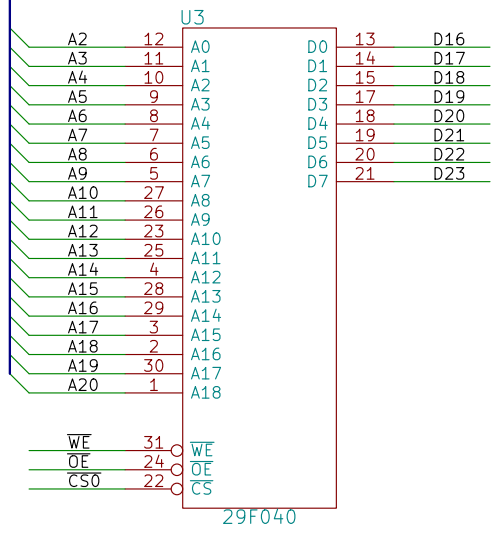 U3
A2 12 A0 D0 13 D16
A3 11 A1 D1 14 D17
A4 10 A2 D2 15 D18
A5 9 A3 D3 17 D19
A6 8 A4 D4 18 D20
A7 7 A5 D5 19 D21
A8 6 A6 D6 20 D22
A9 5 A7 D7 21 D23
A10 27 A8
A11 26 A9
A12 23 A10
A13 25 A11
A14 4 A12
A15 28 A13
A16 29 A14
A17 3 A15
A18 2 A16
A19 30 A17
A20 1 A18
WE 31 WE
OE 24 OE
CS0 22 CS
29F040